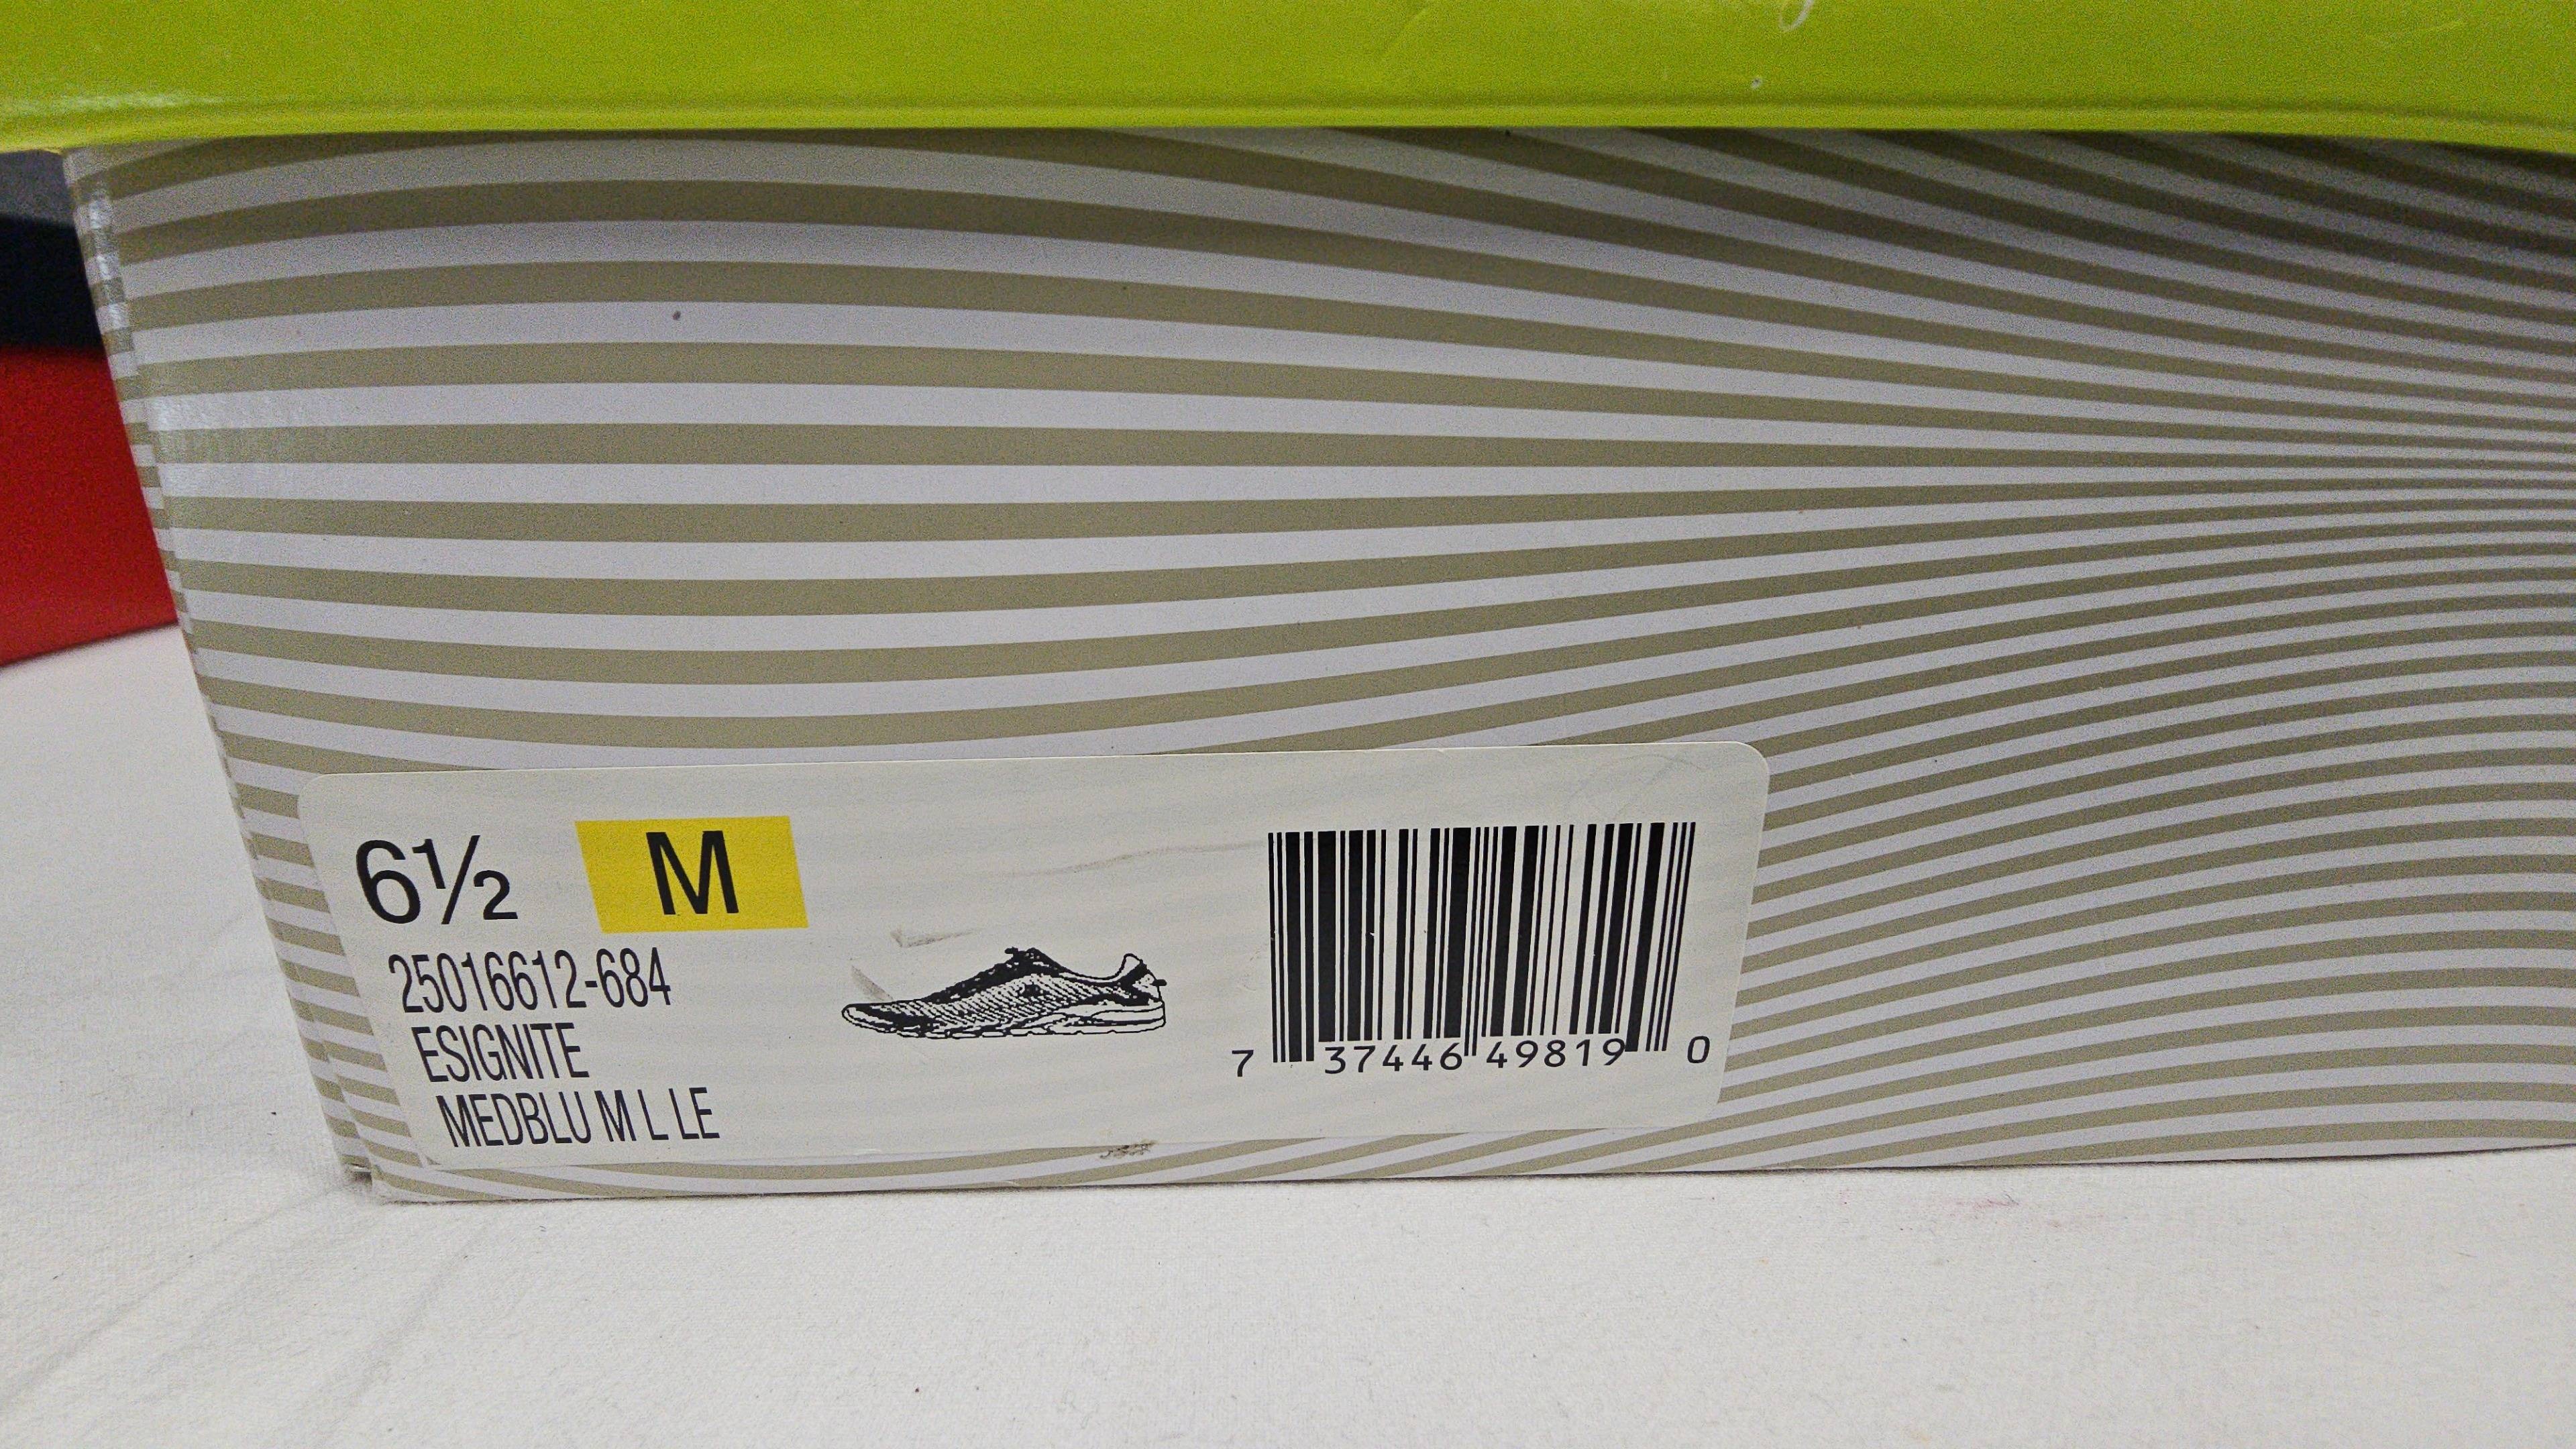 6½ M
25016612-684
ESIGNITE
MEDBLU M L LE
7 37446 49819 0